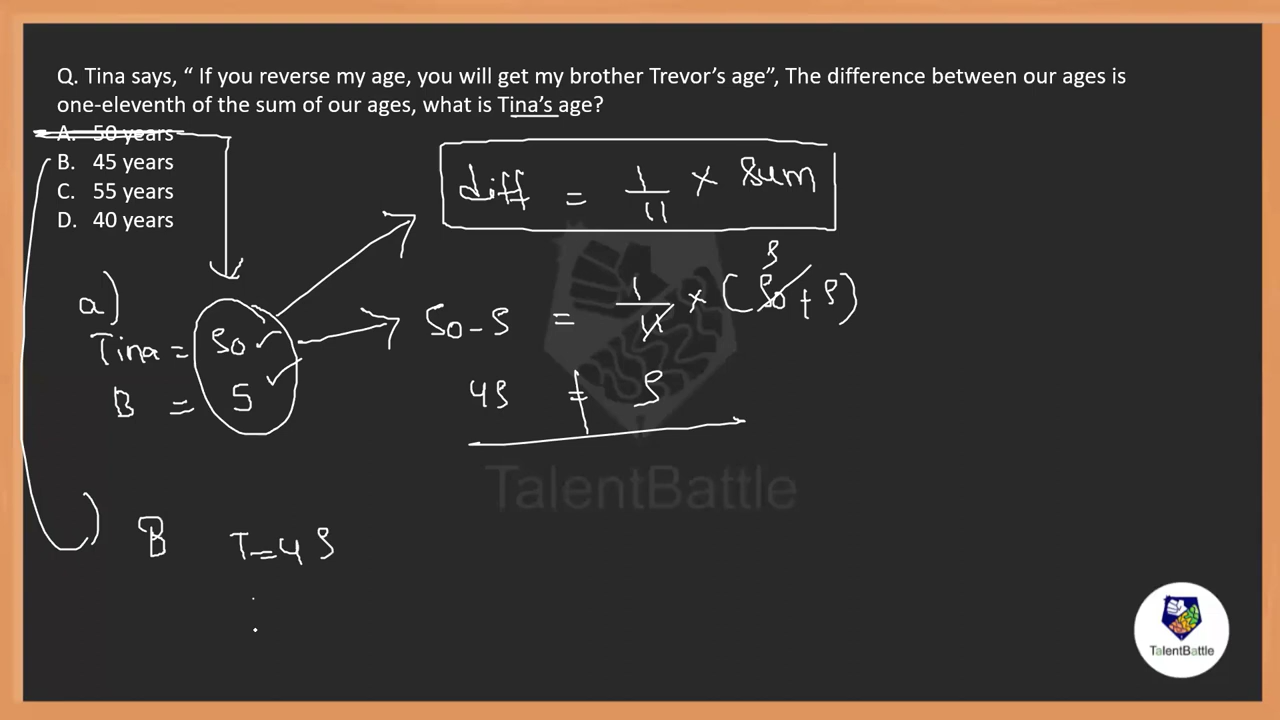 Q. Tina says, “ If you reverse my age, you will get my brother Trevor’s age”, The difference between our ages is
one-eleventh of the sum of our ages, what is Tina’s age?
A. 50 years
B. 45 years
C. 55 years
D. 40 years
diff = 1/11 × sum
a)
Tina = 50
B = 5
50 - 5 = 1/11 × (50 + 5)
5
45 = 5
TalentBattle
B T = 45
TalentBattle